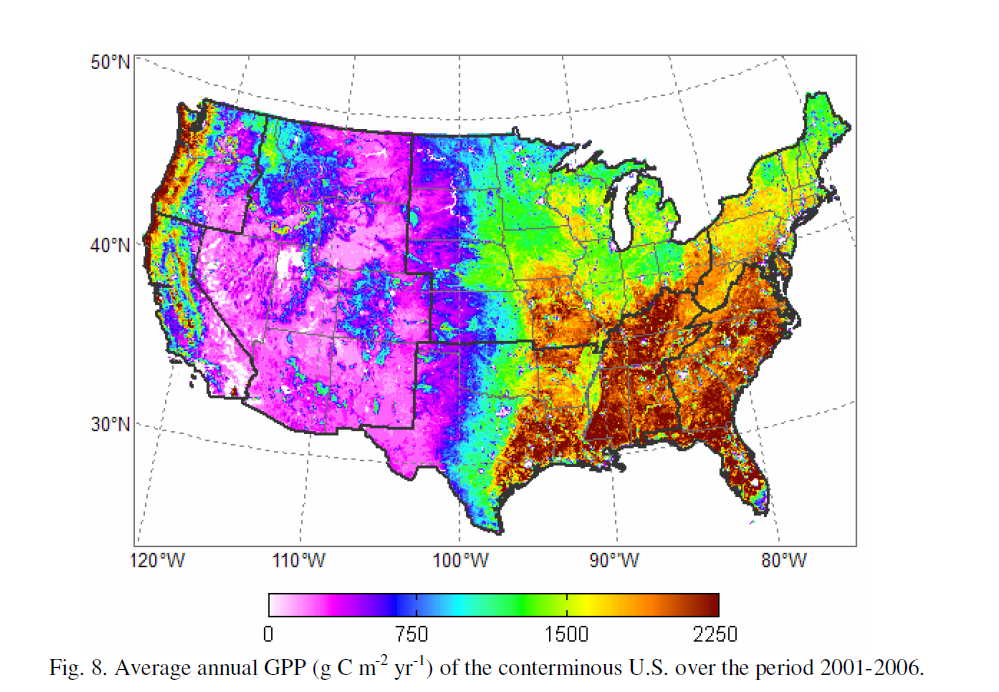 50°N
40°N
30°N
120°W 110°W 100°W 90°W 80°W
0 750 1500 2250
Fig. 8. Average annual GPP (g C m⁻² yr⁻¹) of the conterminous U.S. over the period 2001-2006.